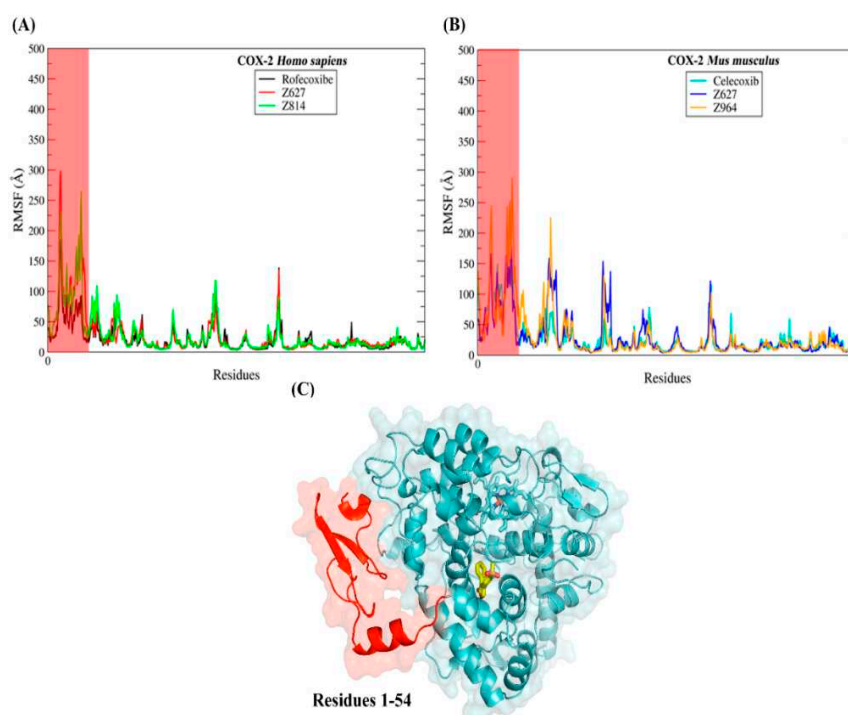 (A)
COX-2 Homo sapiens
Rofecoxibe
Z627
Z814
500
450
400
350
300
250
200
150
100
50
0
RMSF (Å)
0
Residues
(B)
COX-2 Mus musculus
Celecoxib
Z627
Z964
500
450
400
350
300
250
200
150
100
50
0
RMSF (Å)
0
Residues
(C)
Residues 1-54